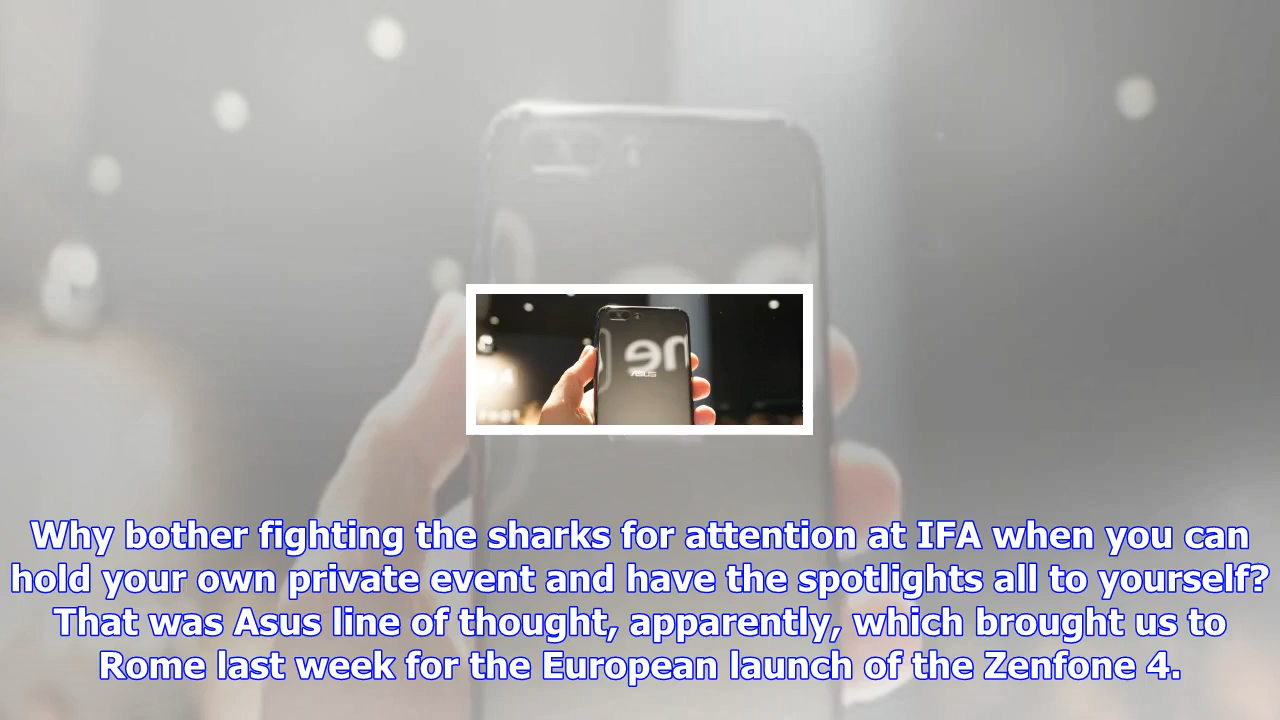 ne
ASUS
Why bother fighting the sharks for attention at IFA when you can
hold your own private event and have the spotlights all to yourself?
That was Asus line of thought, apparently, which brought us to
Rome last week for the European launch of the Zenfone 4.